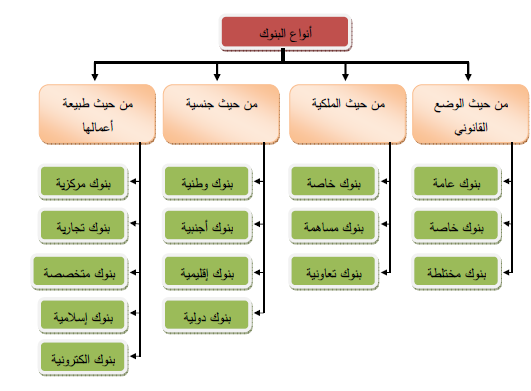 أنواع البنوك
من حيث الوضع
القانوني
من حيث الملكية
من حيث جنسية
من حيث طبيعة
أعمالها
بنوك عامة
بنوك خاصة
بنوك مختلطة
بنوك خاصة
بنوك مساهمة
بنوك تعاونية
بنوك وطنية
بنوك أجنبية
بنوك إقليمية
بنوك دولية
بنوك مركزية
بنوك تجارية
بنوك متخصصة
بنوك إسلامية
بنوك الكترونية